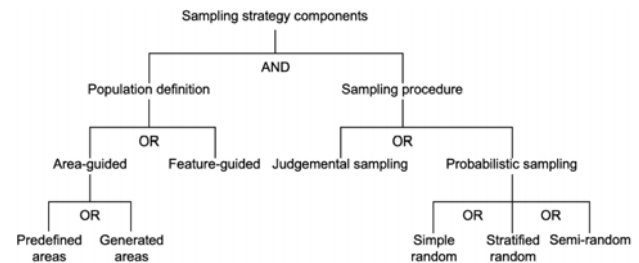 Sampling strategy components
AND
Population definition
Sampling procedure
OR
OR
Area-guided
Feature-guided
Judgemental sampling
Probabilistic sampling
OR
OR
OR
Predefined areas
Generated areas
Simple random
Stratified random
Semi-random